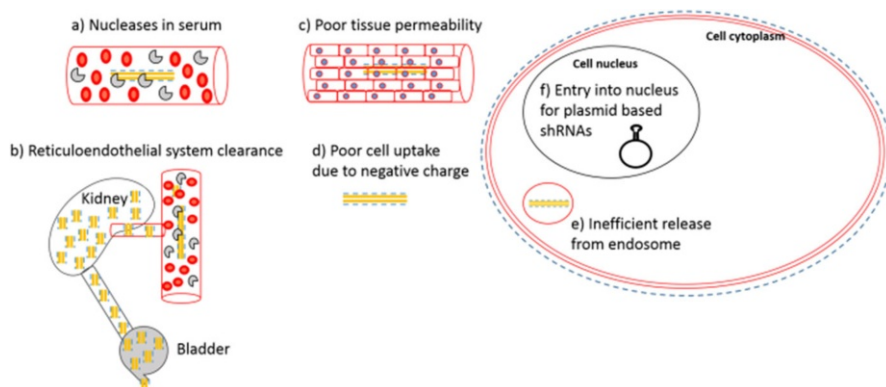 a) Nucleases in serum
b) Reticuloendothelial system clearance
Kidney
Bladder
c) Poor tissue permeability
d) Poor cell uptake
due to negative charge
Cell cytoplasm
Cell nucleus
f) Entry into nucleus
for plasmid based
shRNAs
e) Inefficient release
from endosome